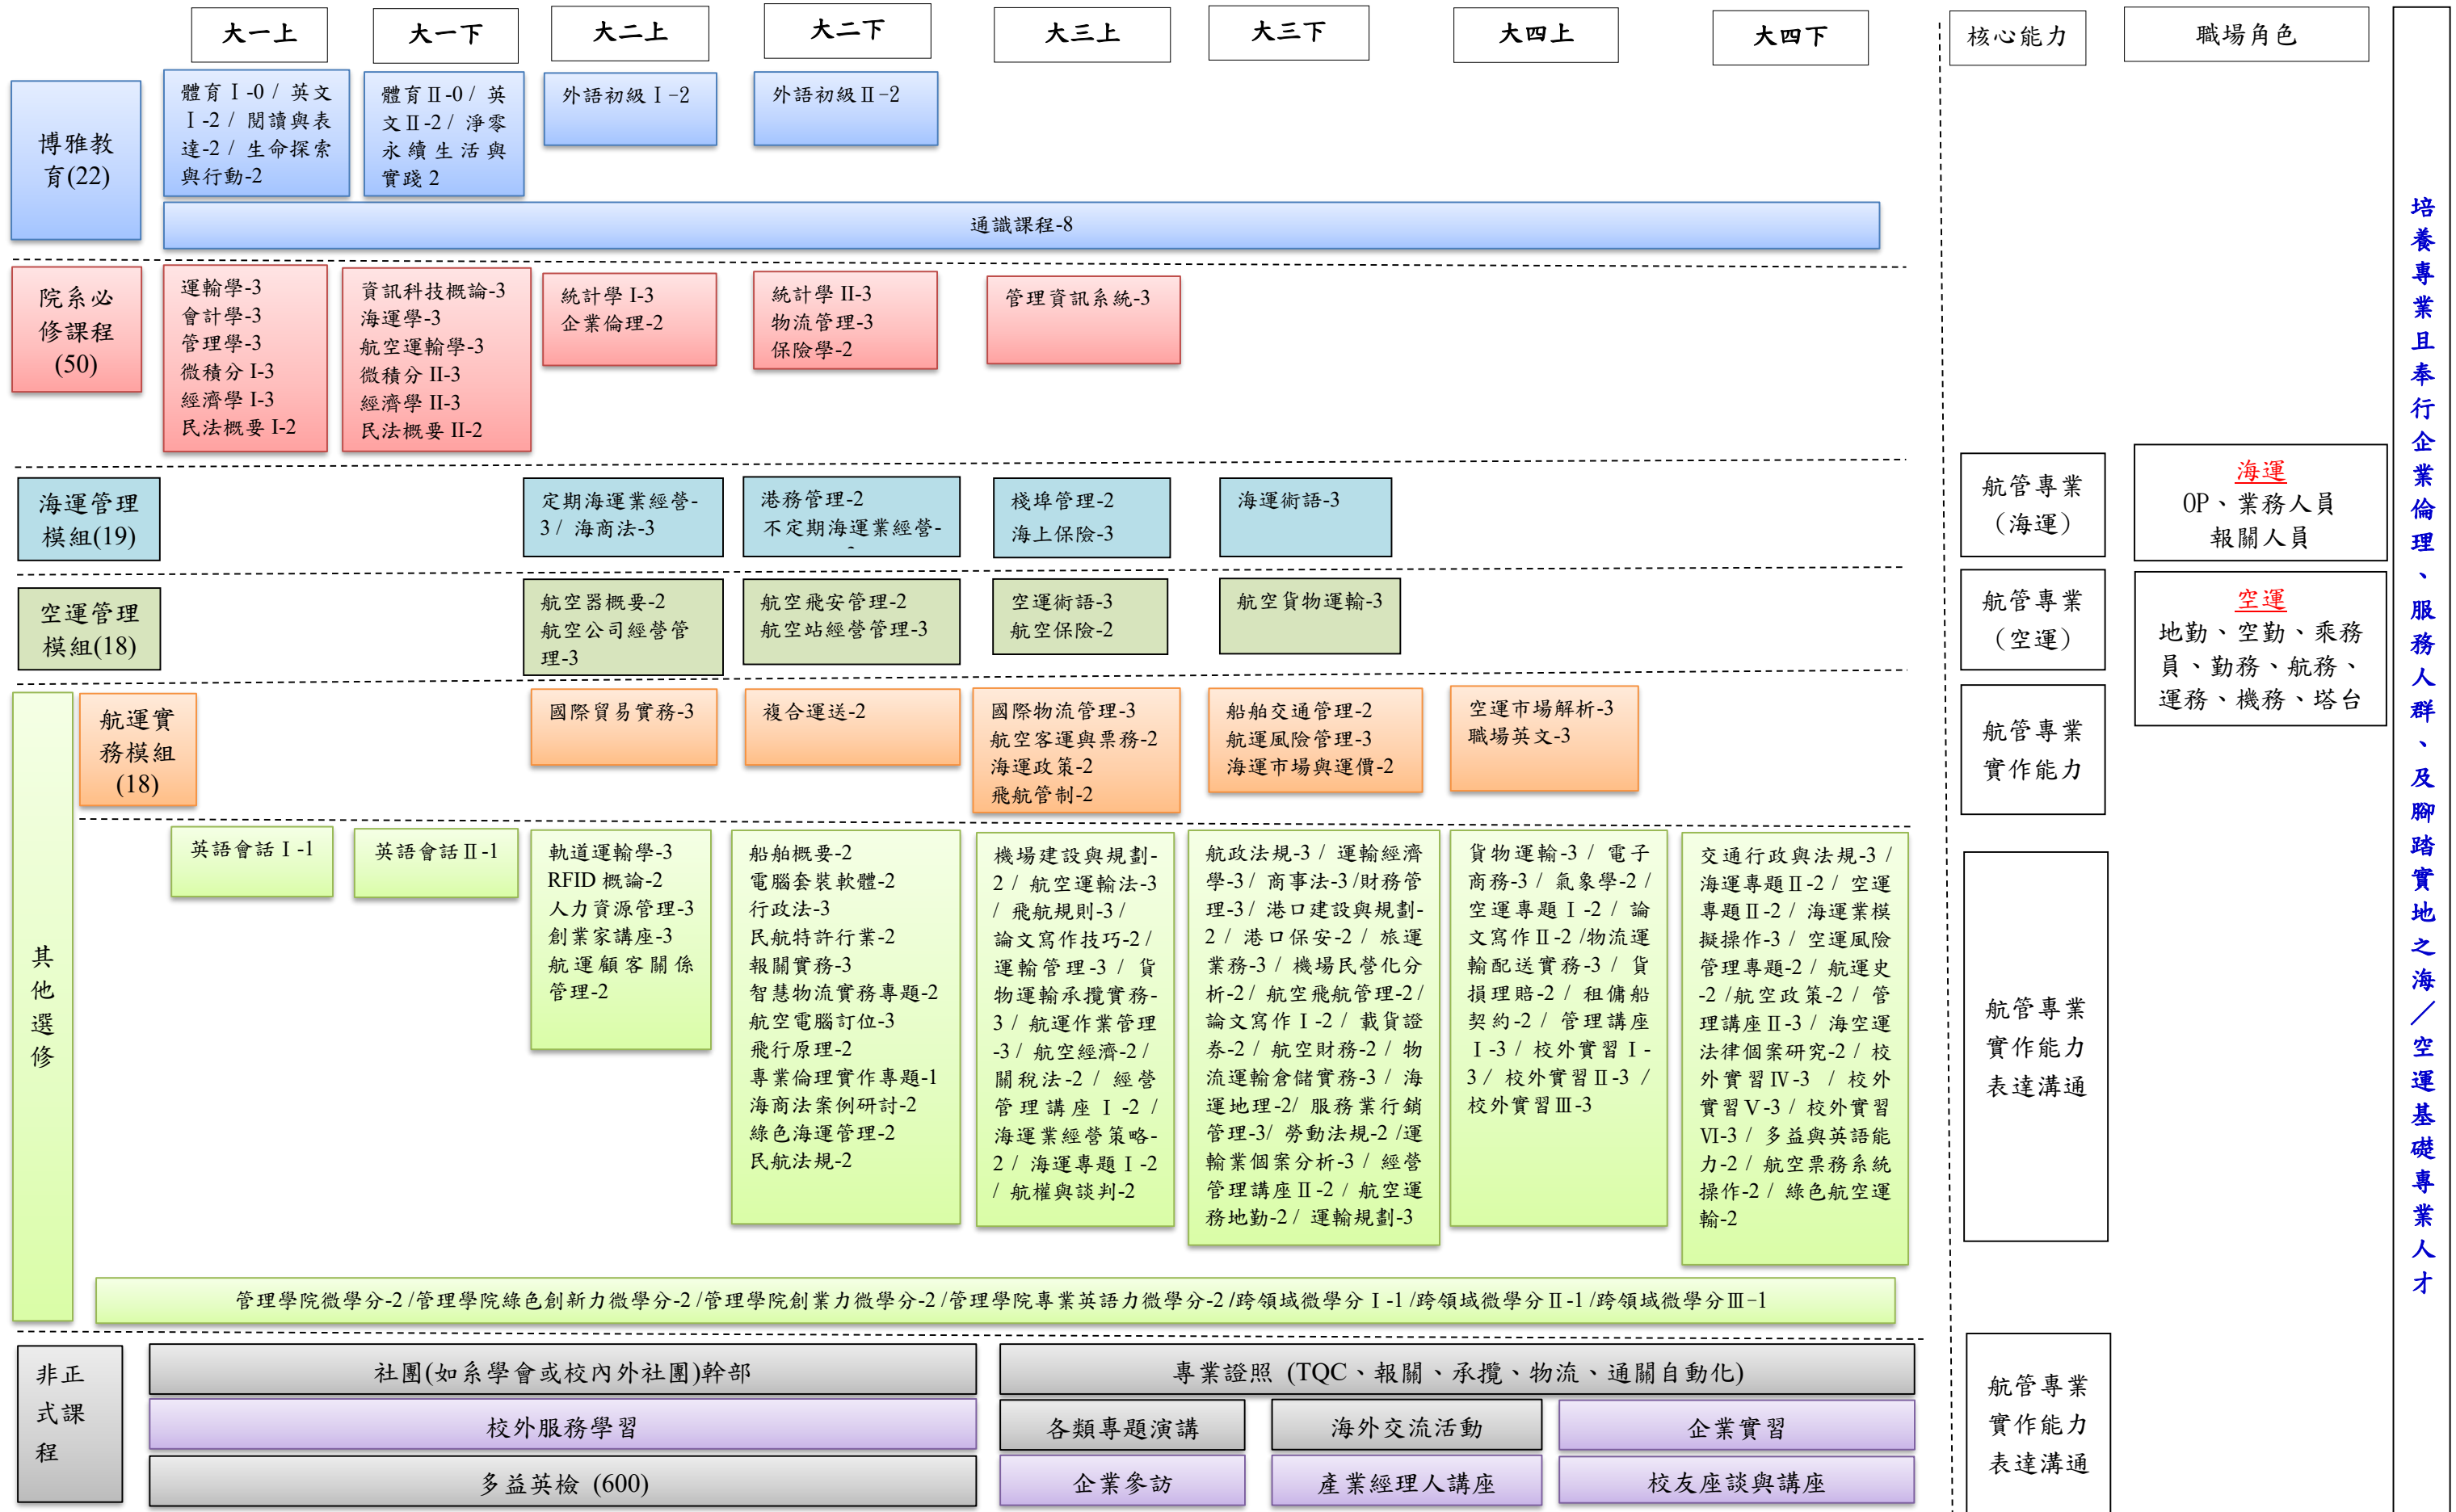 大一上
大一下
大二上
大二下
大三上
大三下
大四上
大四下
核心能力
職場角色
博雅教
育(22)
體育Ⅰ-0 / 英文
Ⅰ-2 / 閱讀與表
達-2 / 生命探索
與行動-2
體育Ⅱ-0 / 英
文Ⅱ-2 / 淨零
永續生活與
實踐 2
外語初級Ⅰ-2
外語初級Ⅱ-2
通識課程-8
院系必
修課程
(50)
運輸學-3
會計學-3
管理學-3
微積分 I-3
經濟學 I-3
民法概要 I-2
資訊科技概論-3
海運學-3
航空運輸學-3
微積分 II-3
經濟學 II-3
民法概要 II-2
統計學 I-3
企業倫理-2
統計學 II-3
物流管理-3
保險學-2
管理資訊系統-3
海運管理
模組(19)
定期海運業經營-
3 / 海商法-3
港務管理-2
不定期海運業經營-
棧埠管理-2
海上保險-3
海運術語-3
航管專業
（海運）
海運
OP、業務人員
報關人員
空運管理
模組(18)
航空器概要-2
航空公司經營管
理-3
航空飛安管理-2
航空站經營管理-3
空運術語-3
航空保險-2
航空貨物運輸-3
航管專業
（空運）
空運
地勤、空勤、乘務
員、勤務、航務、
運務、機務、塔台
其他選修
航運實
務模組
(18)
國際貿易實務-3
複合運送-2
國際物流管理-3
航空客運與票務-2
海運政策-2
飛航管制-2
船舶交通管理-2
航運風險管理-3
海運市場與運價-2
空運市場解析-3
職場英文-3
航管專業
實作能力
英語會話Ⅰ-1
英語會話Ⅱ-1
軌道運輸學-3
RFID 概論-2
人力資源管理-3
創業家講座-3
航運顧客關係
管理-2
船舶概要-2
電腦套裝軟體-2
行政法-3
民航特許行業-2
報關實務-3
智慧物流實務專題-2
航空電腦訂位-3
飛行原理-2
專業倫理實作專題-1
海商法案例研討-2
綠色海運管理-2
民航法規-2
機場建設與規劃-
2 / 航空運輸法-3
/ 飛航規則-3 /
論文寫作技巧-2 /
運輸管理-3 / 貨
物運輸承攬實務-
3 / 航運作業管理
-3 / 航空經濟-2 /
關稅法-2 / 經營
管理講座Ⅰ-2 /
海運業經營策略-
2 / 海運專題Ⅰ-2
/ 航權與談判-2
航政法規-3 / 運輸經濟
學-3 / 商事法-3 /財務管
理-3 / 港口建設與規劃-
2 / 港口保安-2 / 旅運
業務-3 / 機場民營化分
析-2 / 航空飛航管理-2 /
論文寫作Ⅰ-2 / 載貨證
券-2 / 航空財務-2 / 物
流運輸倉儲實務-3 / 海
運地理-2/ 服務業行銷
管理-3/ 勞動法規-2 /運
輸業個案分析-3 / 經營
管理講座Ⅱ-2 / 航空運
務地勤-2 / 運輸規劃-3
貨物運輸-3 / 電子
商務-3 / 氣象學-2 /
空運專題Ⅰ-2 / 論
文寫作Ⅱ-2 /物流運
輸配送實務-3 / 貨
損理賠-2 / 租傭船
契約-2 / 管理講座
Ⅰ-3 / 校外實習Ⅰ-
3 / 校外實習Ⅱ-3 /
校外實習Ⅲ-3
交通行政與法規-3 /
海運專題Ⅱ-2 / 空運
專題Ⅱ-2 / 海運業模
擬操作-3 / 空運風險
管理專題-2 / 航運史
-2 /航空政策-2 / 管
理講座Ⅱ-3 / 海空運
法律個案研究-2 / 校
外實習Ⅳ-3 / 校外
實習Ⅴ-3 / 校外實習
Ⅵ-3 / 多益與英語能
力-2 / 航空票務系統
操作-2 / 綠色航空運
輸-2
航管專業
實作能力
表達溝通
管理學院微學分-2 /管理學院綠色創新力微學分-2 /管理學院創業力微學分-2 /管理學院專業英語力微學分-2 /跨領域微學分Ⅰ-1 /跨領域微學分Ⅱ-1 /跨領域微學分Ⅲ-1
非正
式課
程
社團(如系學會或校內外社團)幹部
專業證照 (TQC、報關、承攬、物流、通關自動化)
校外服務學習
各類專題演講
海外交流活動
企業實習
多益英檢 (600)
企業參訪
產業經理人講座
校友座談與講座
航管專業
實作能力
表達溝通
培養專業且奉行企業倫理、服務人群、及腳踏實地之海／空運基礎專業人才